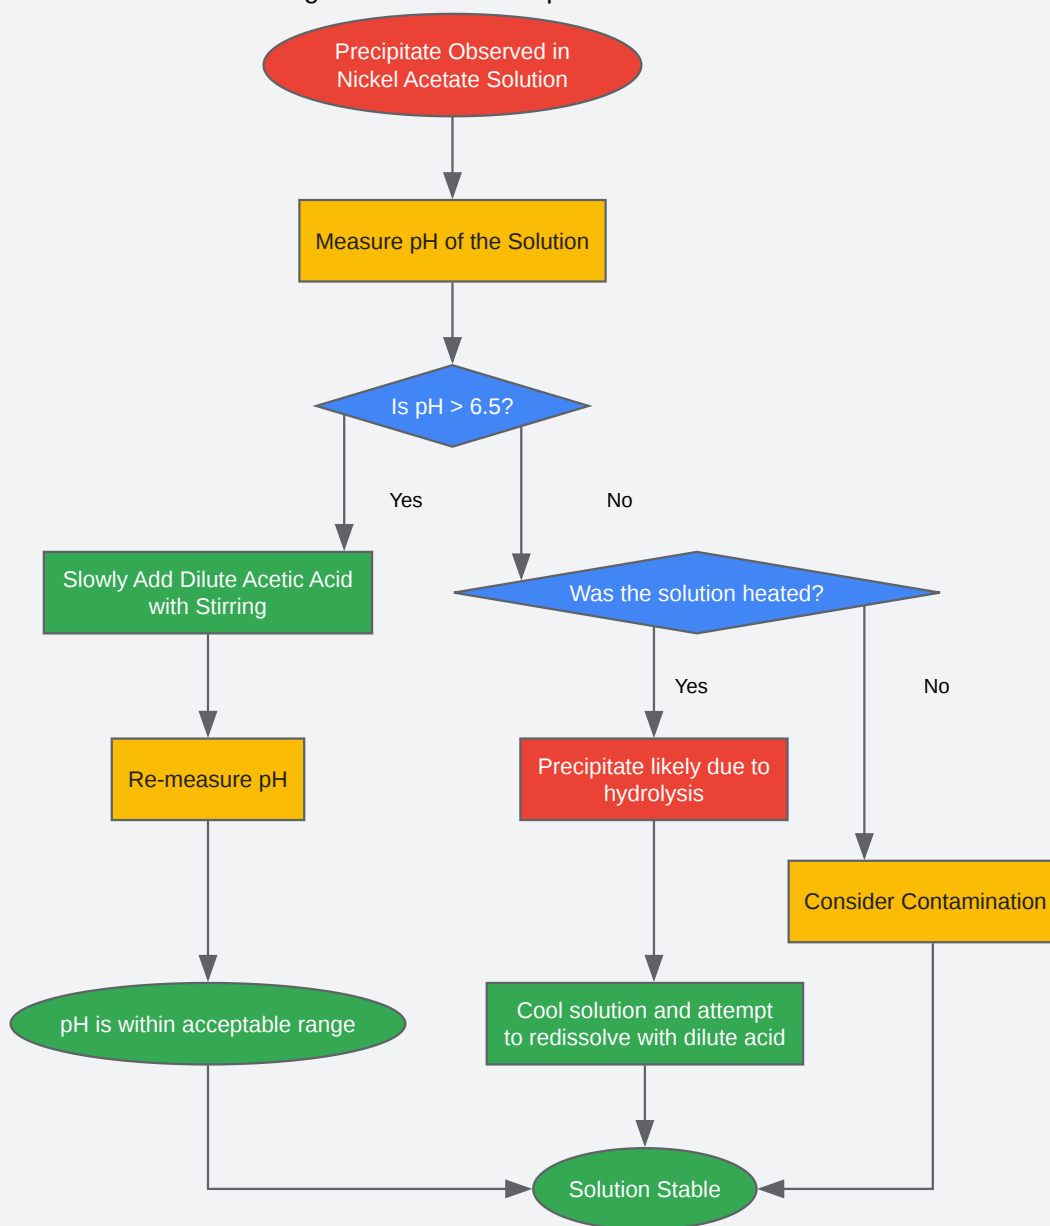 Precipitate Observed in
Nickel Acetate Solution
Measure pH of the Solution
Is pH > 6.5?
Yes
No
Slowly Add Dilute Acetic Acid
with Stirring
Was the solution heated?
Yes
No
Re-measure pH
Precipitate likely due to
hydrolysis
Consider Contamination
pH is within acceptable range
Cool solution and attempt
to redissolve with dilute acid
Solution Stable